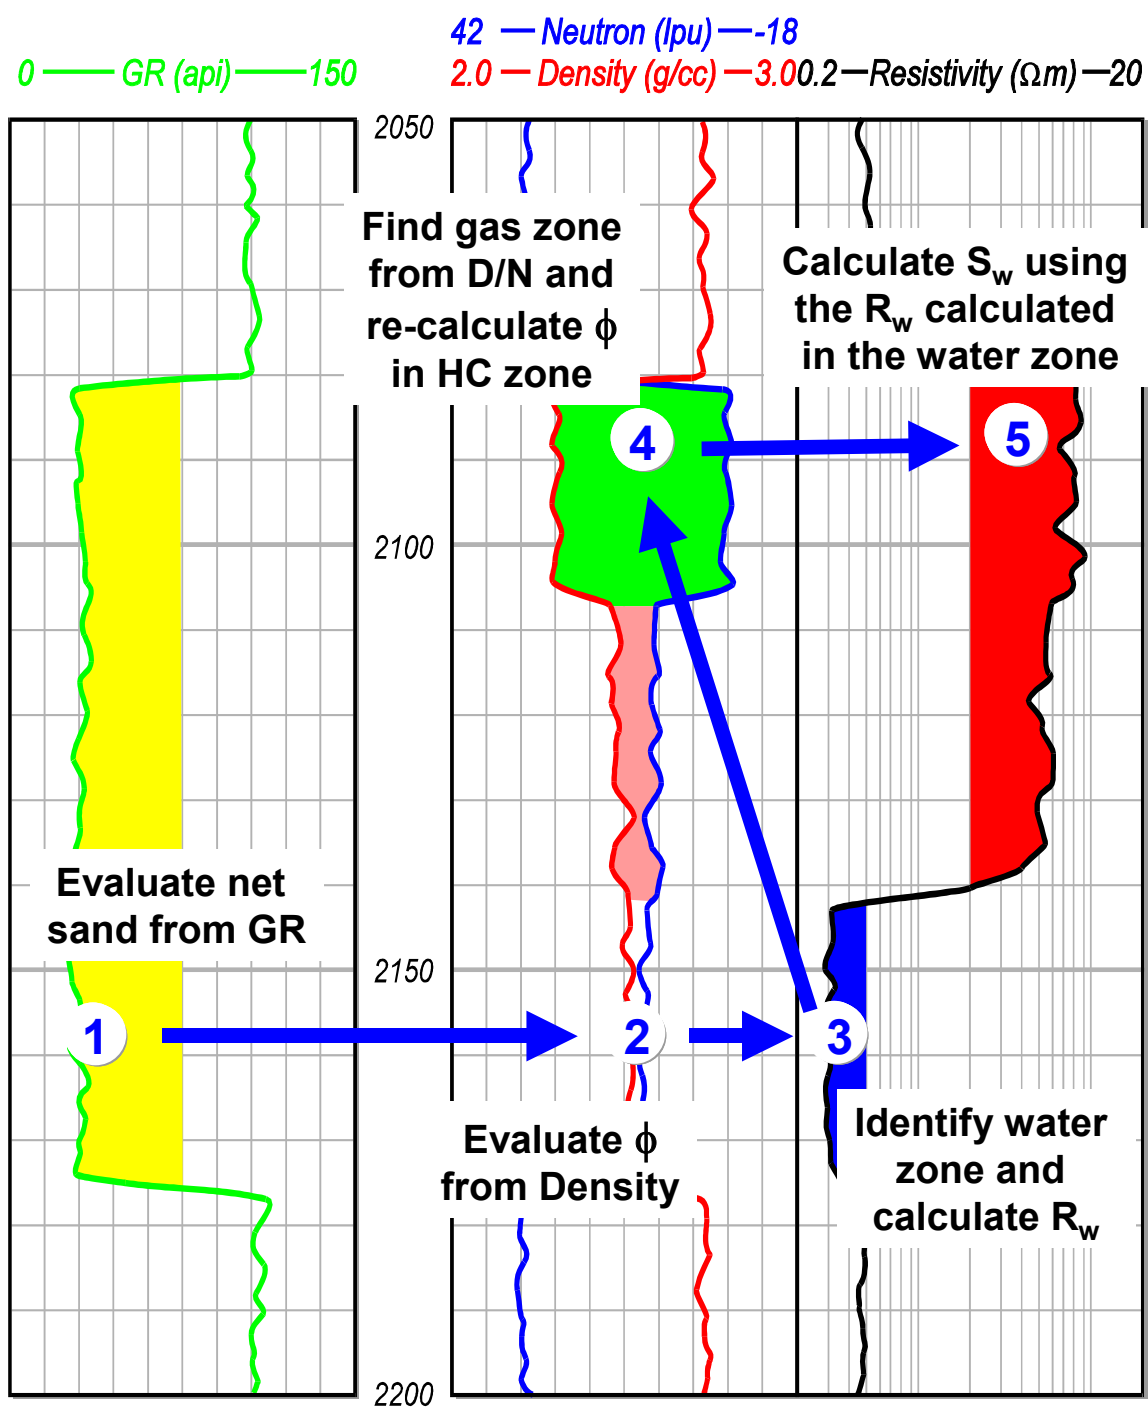 42 Neutron (lpu) -18
0 GR (api) 150 2.0 Density (g/cc) 3.0 0.2 Resistivity (Ωm) 20
2050
Find gas zone
from D/N and
re-calculate ϕ
in HC zone
Calculate Sw using
the Rw calculated
in the water zone
4
5
2100
Evaluate net
sand from GR
2150
1
2
3
Evaluate ϕ
from Density
Identify water
zone and
calculate Rw
2200